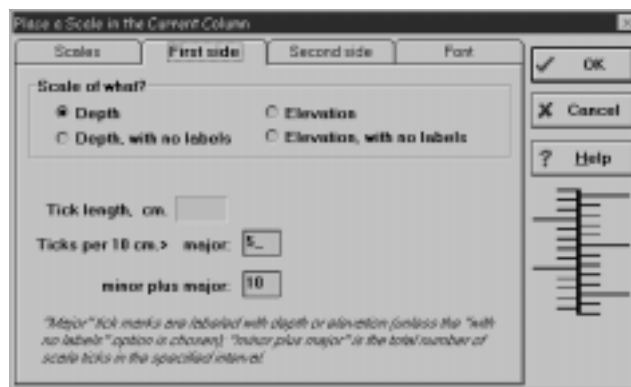 Place a Scale in the Current Column
Scales First side Second side Font
Scale of what?
Depth Elevation
Depth, with no labels Elevation, with no labels
Tick length, cm.
Ticks per 10 cm.> major: 5_
minor plus major: 10
"Major" tick marks are labeled with depth or elevation (unless the "with
no labels" option is chosen); "minor plus major" is the total number of
scale ticks in the specified interval.
OK
Cancel
? Help